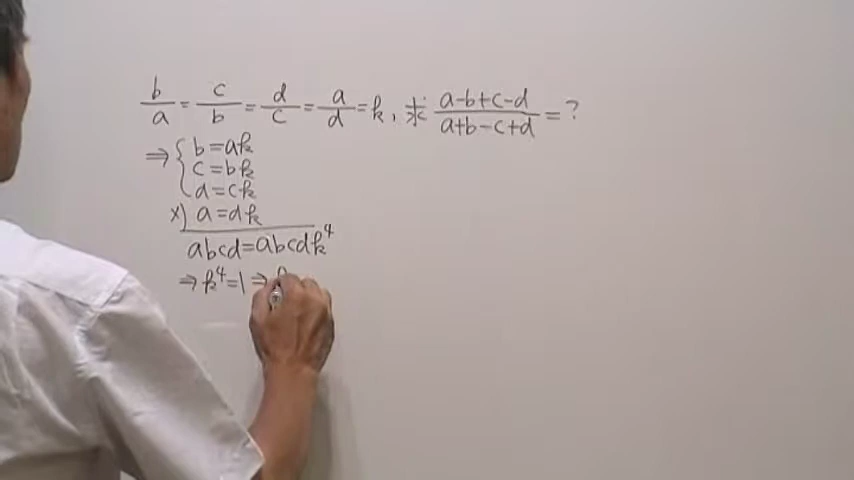 b/a = c/b = d/c = a/d = k, 求 (a-b+c-d)/(a+b-c+d) = ?
⇒ { b = ak
c = bk
d = ck
x) a = dk
abcd = abcdk⁴
⇒ k⁴ = 1 ⇒